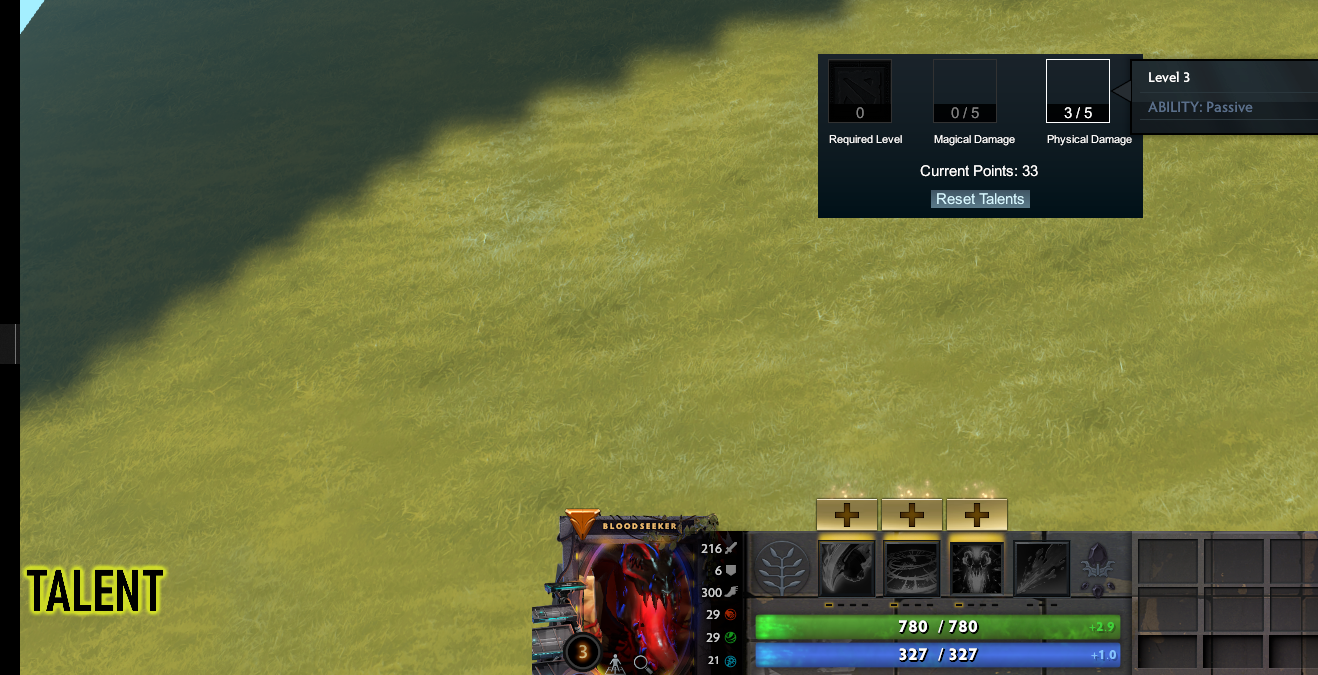 Level 3
ABILITY: Passive
0
0 / 5
3 / 5
Required Level
Magical Damage
Physical Damage
Current Points: 33
Reset Talents
TALENT
BLOODSEEKER
216
6
300
29
29
21
3
780 / 780
+2.9
327 / 327
+1.0